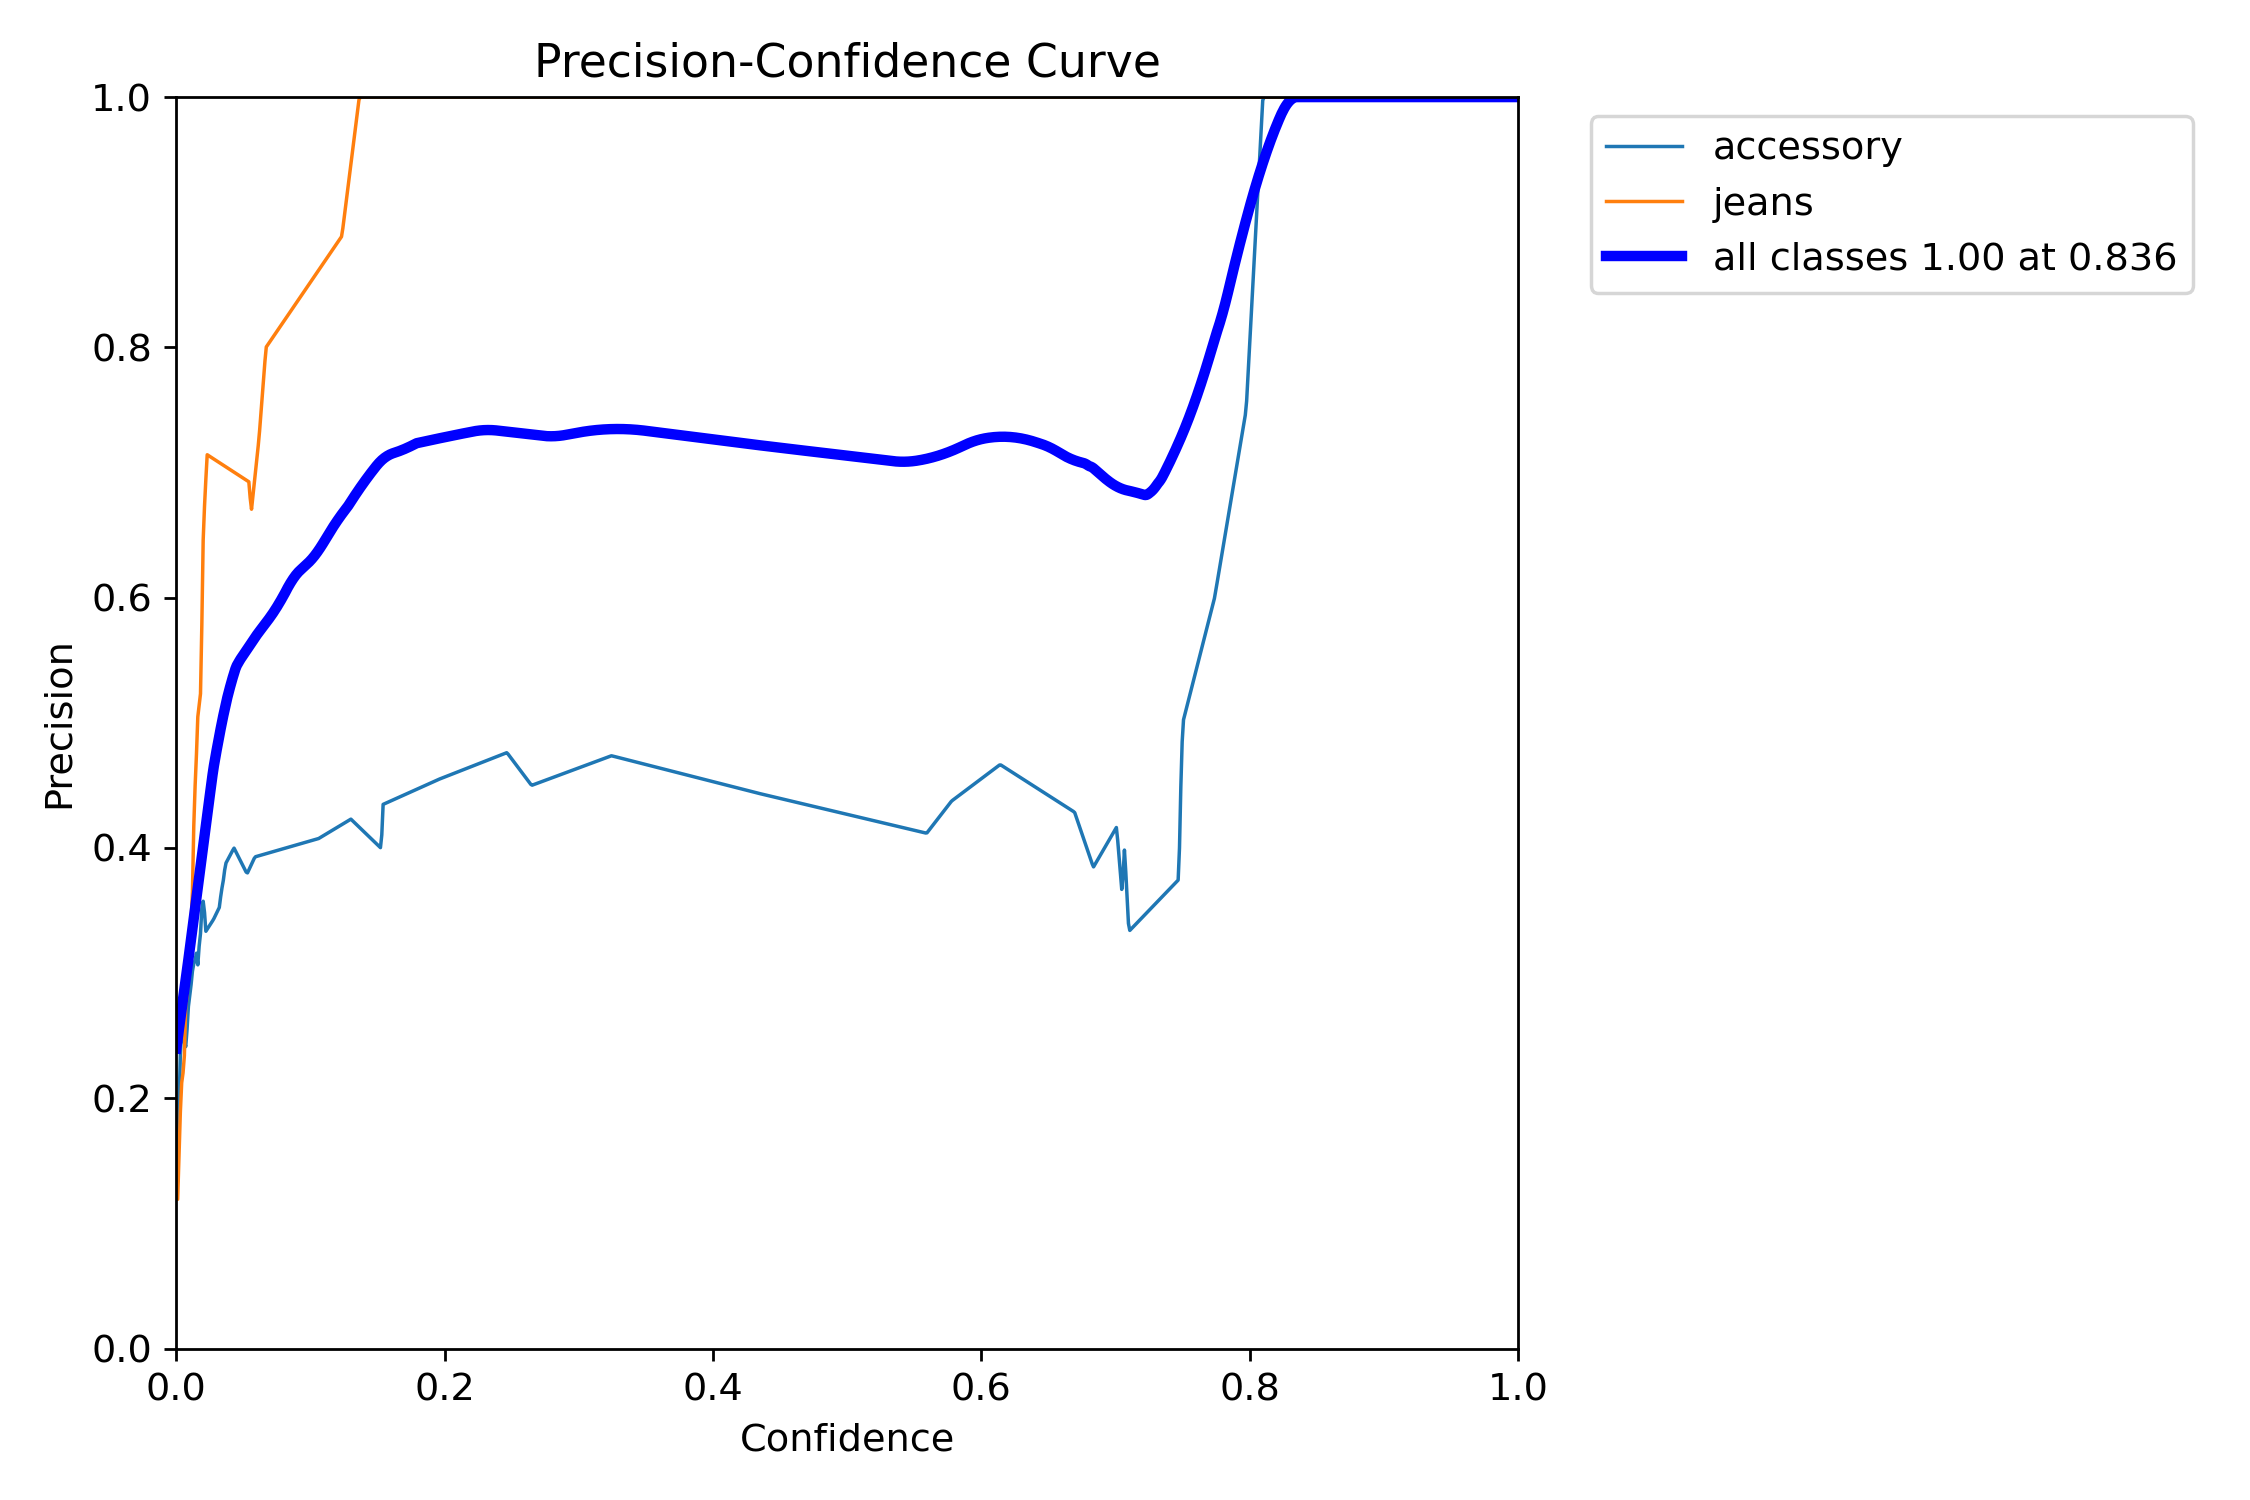 Precision-Confidence Curve
1.0
0.8
0.6
0.4
0.2
0.0
Precision
0.0 0.2 0.4 0.6 0.8 1.0
Confidence
accessory
jeans
all classes 1.00 at 0.836